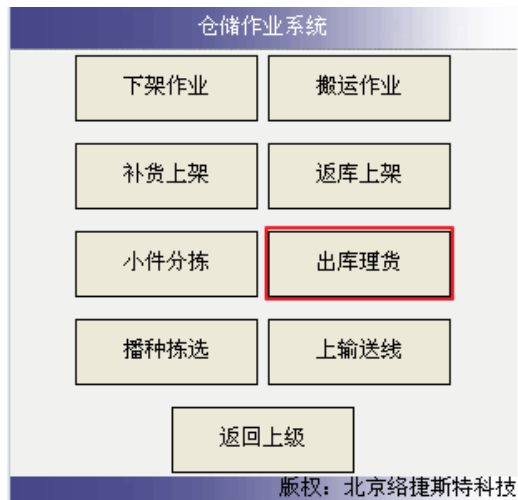 仓储作业系统
下架作业 搬运作业
补货上架 返库上架
小件分拣 出库理货
播种拣选 上输送线
返回上级
版权：北京络捷斯特科技